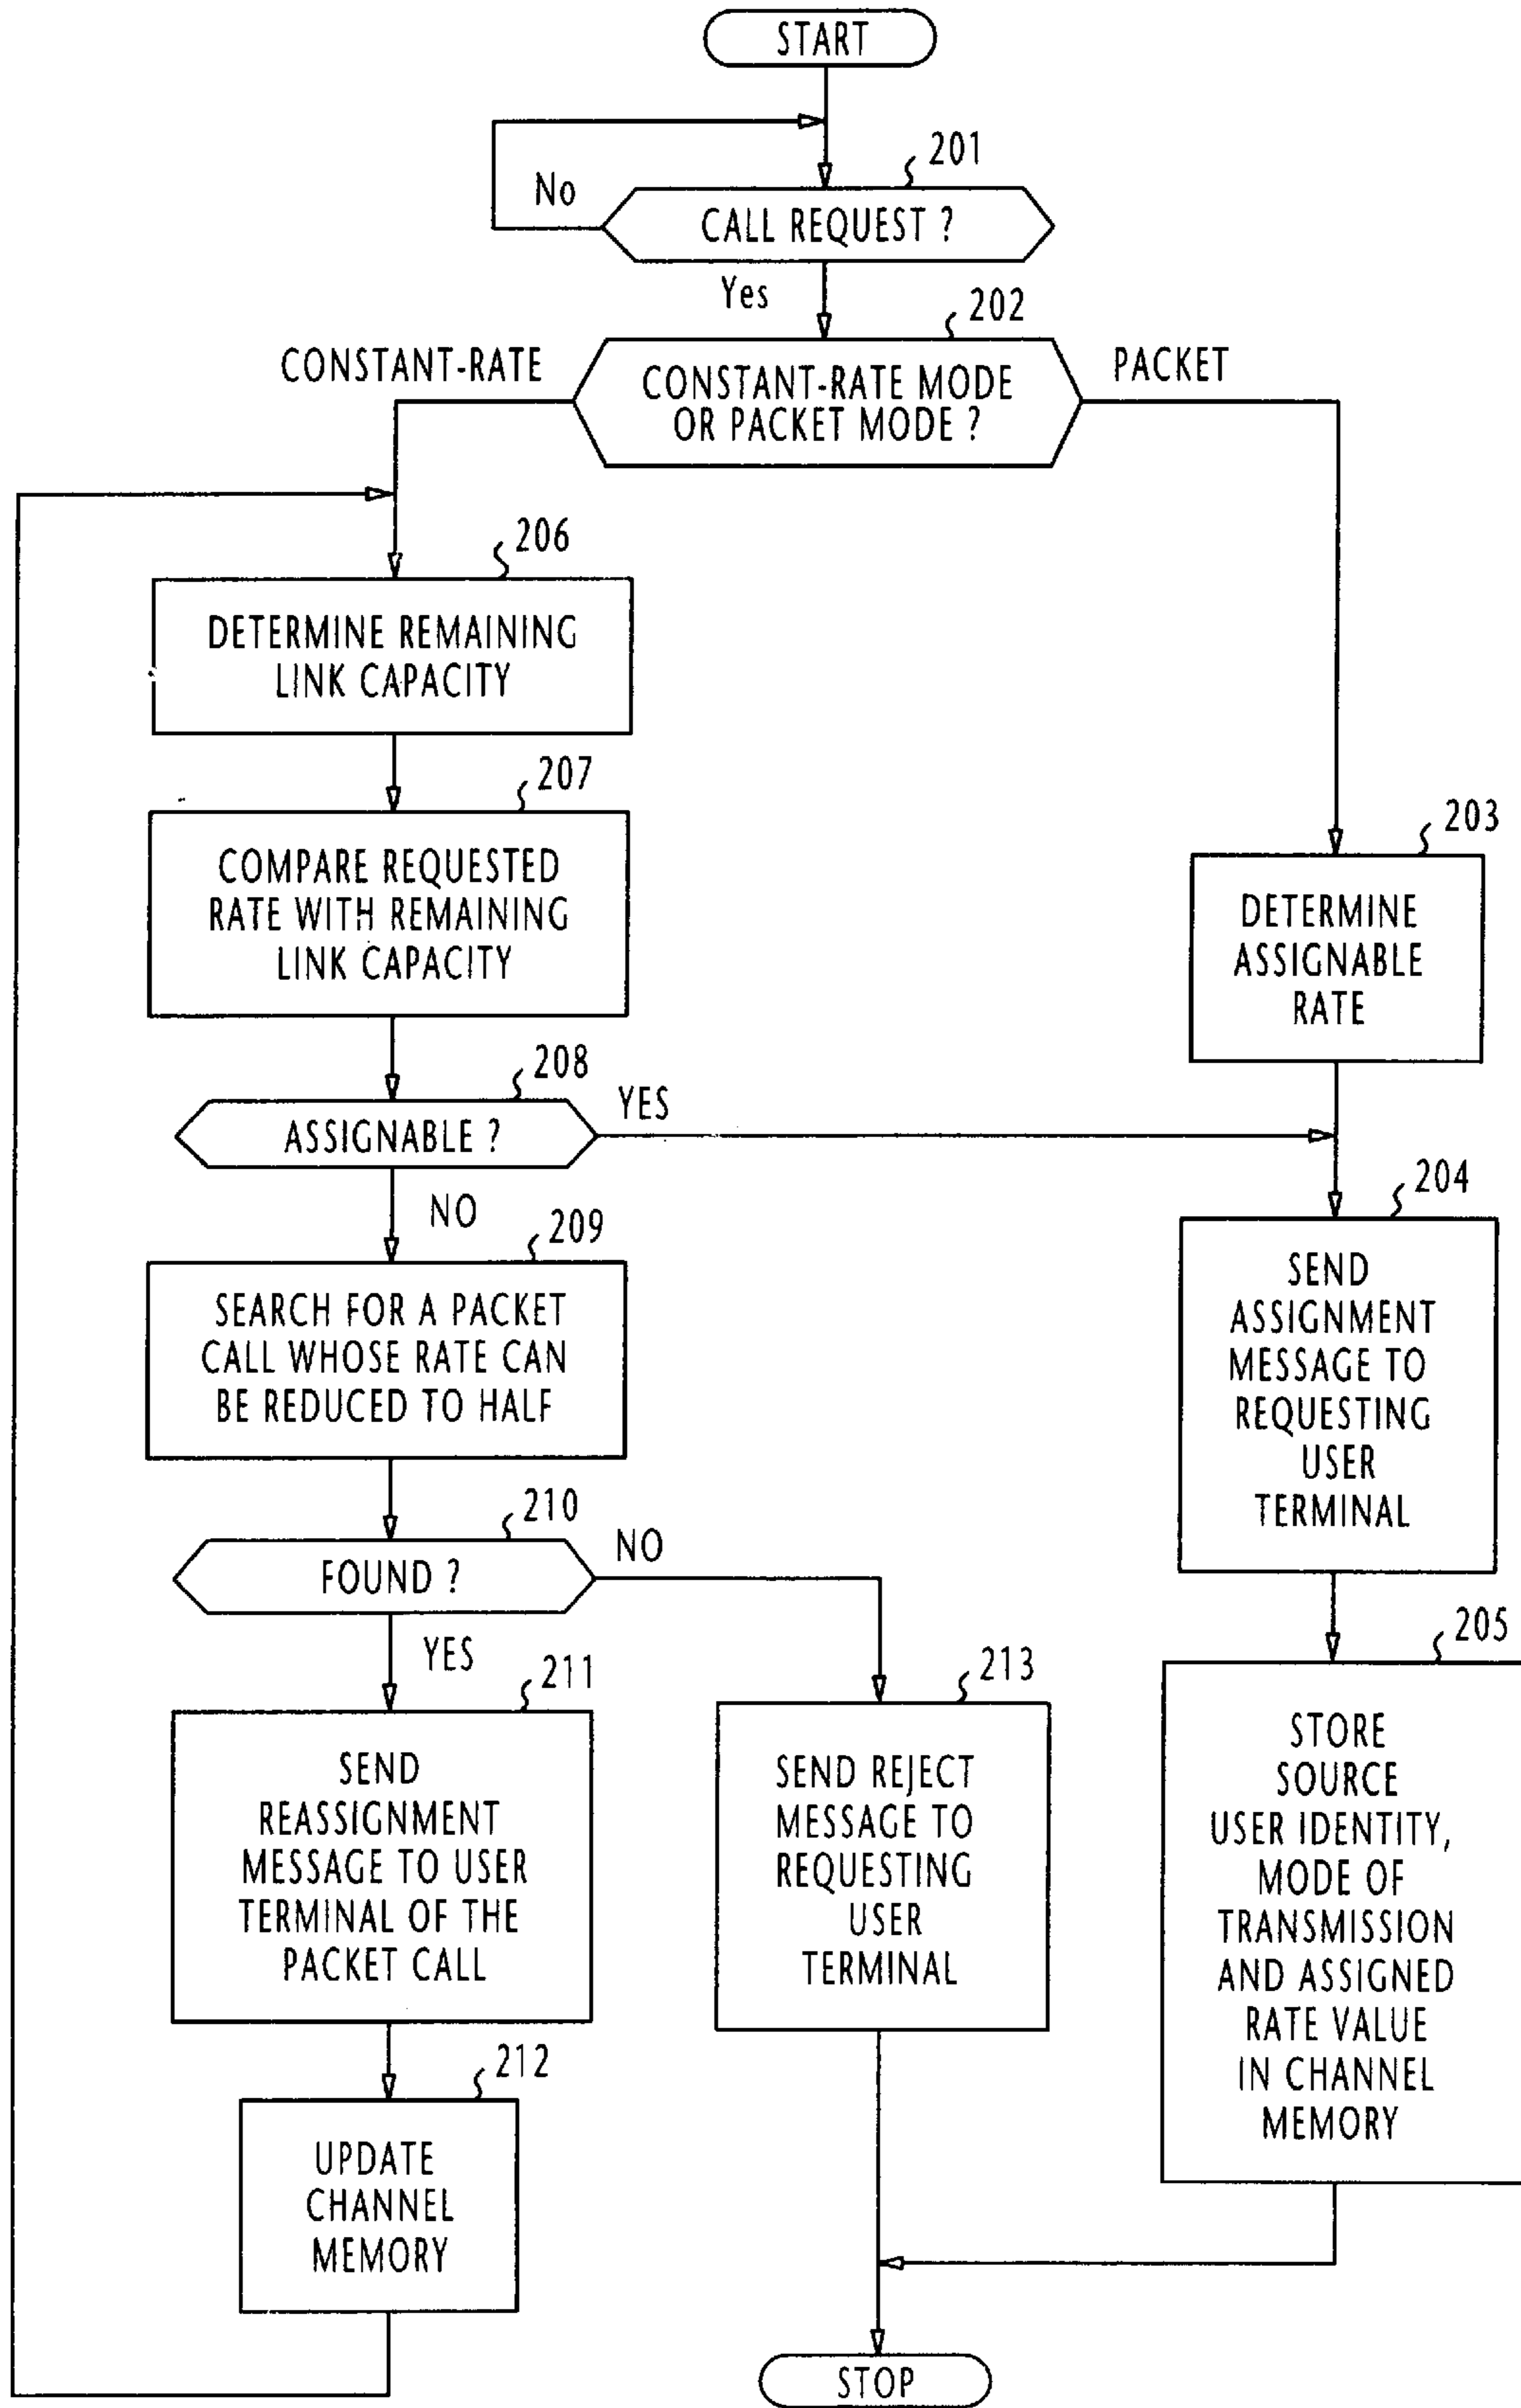 START
201
No
CALL REQUEST ?
Yes
202
CONSTANT-RATE
CONSTANT-RATE MODE
OR PACKET MODE ?
PACKET
206
DETERMINE REMAINING
LINK CAPACITY
207
COMPARE REQUESTED
RATE WITH REMAINING
LINK CAPACITY
203
DETERMINE
ASSIGNABLE
RATE
208
ASSIGNABLE ?
YES
NO
204
SEND
ASSIGNMENT
MESSAGE TO
REQUESTING
USER
TERMINAL
209
SEARCH FOR A PACKET
CALL WHOSE RATE CAN
BE REDUCED TO HALF
210
FOUND ?
NO
YES
205
STORE
SOURCE
USER IDENTITY,
MODE OF
TRANSMISSION
AND ASSIGNED
RATE VALUE
IN CHANNEL
MEMORY
211
SEND
REASSIGNMENT
MESSAGE TO USER
TERMINAL OF THE
PACKET CALL
213
SEND REJECT
MESSAGE TO
REQUESTING
USER
TERMINAL
212
UPDATE
CHANNEL
MEMORY
STOP